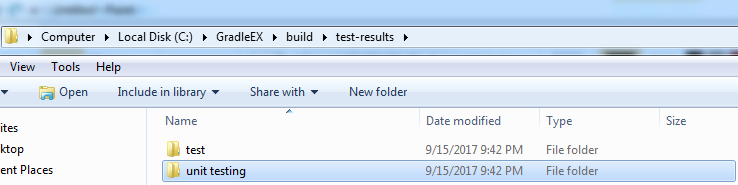 Computer ▸ Local Disk (C:) ▸ GradleEX ▸ build ▸ test-results ▸
View Tools Help
Open Include in library Share with New folder
Name Date modified Type Size
ites
test 9/15/2017 9:42 PM File folder
ktop
unit testing 9/15/2017 9:42 PM File folder
ent Places